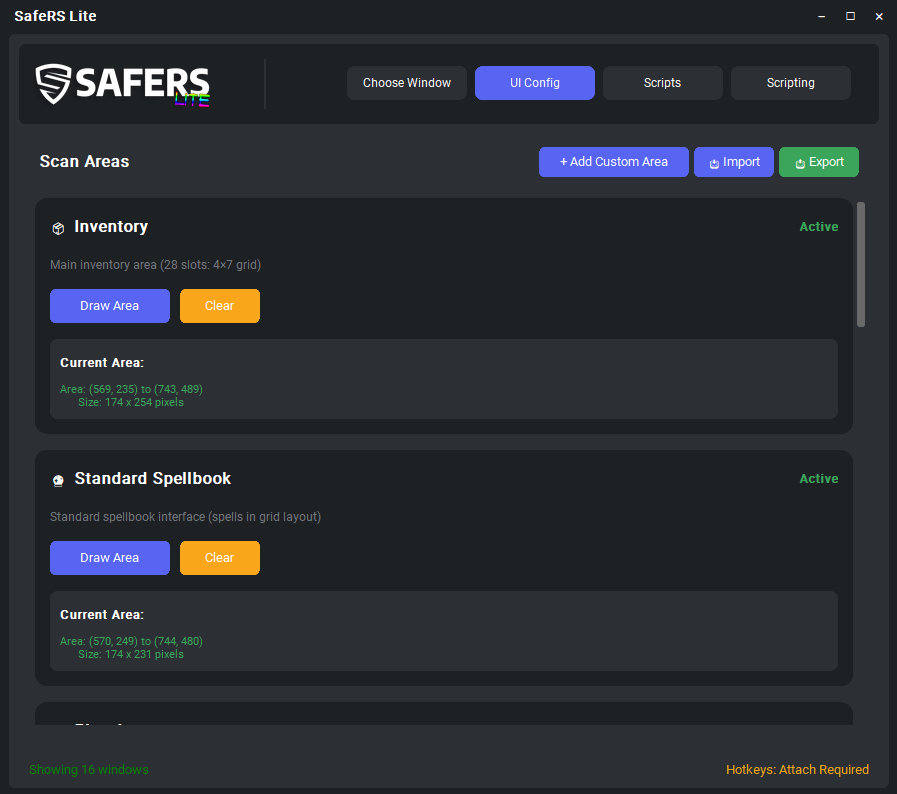 SafeRS Lite
SAFERS
LITE
Choose Window
UI Config
Scripts
Scripting
Scan Areas
+ Add Custom Area
Import
Export
Inventory
Active
Main inventory area (28 slots: 4×7 grid)
Draw Area
Clear
Current Area:
Area: (569, 235) to (743, 489)
Size: 174 x 254 pixels
Standard Spellbook
Active
Standard spellbook interface (spells in grid layout)
Draw Area
Clear
Current Area:
Area: (570, 249) to (744, 480)
Size: 174 x 231 pixels
Showing 16 windows
Hotkeys: Attach Required